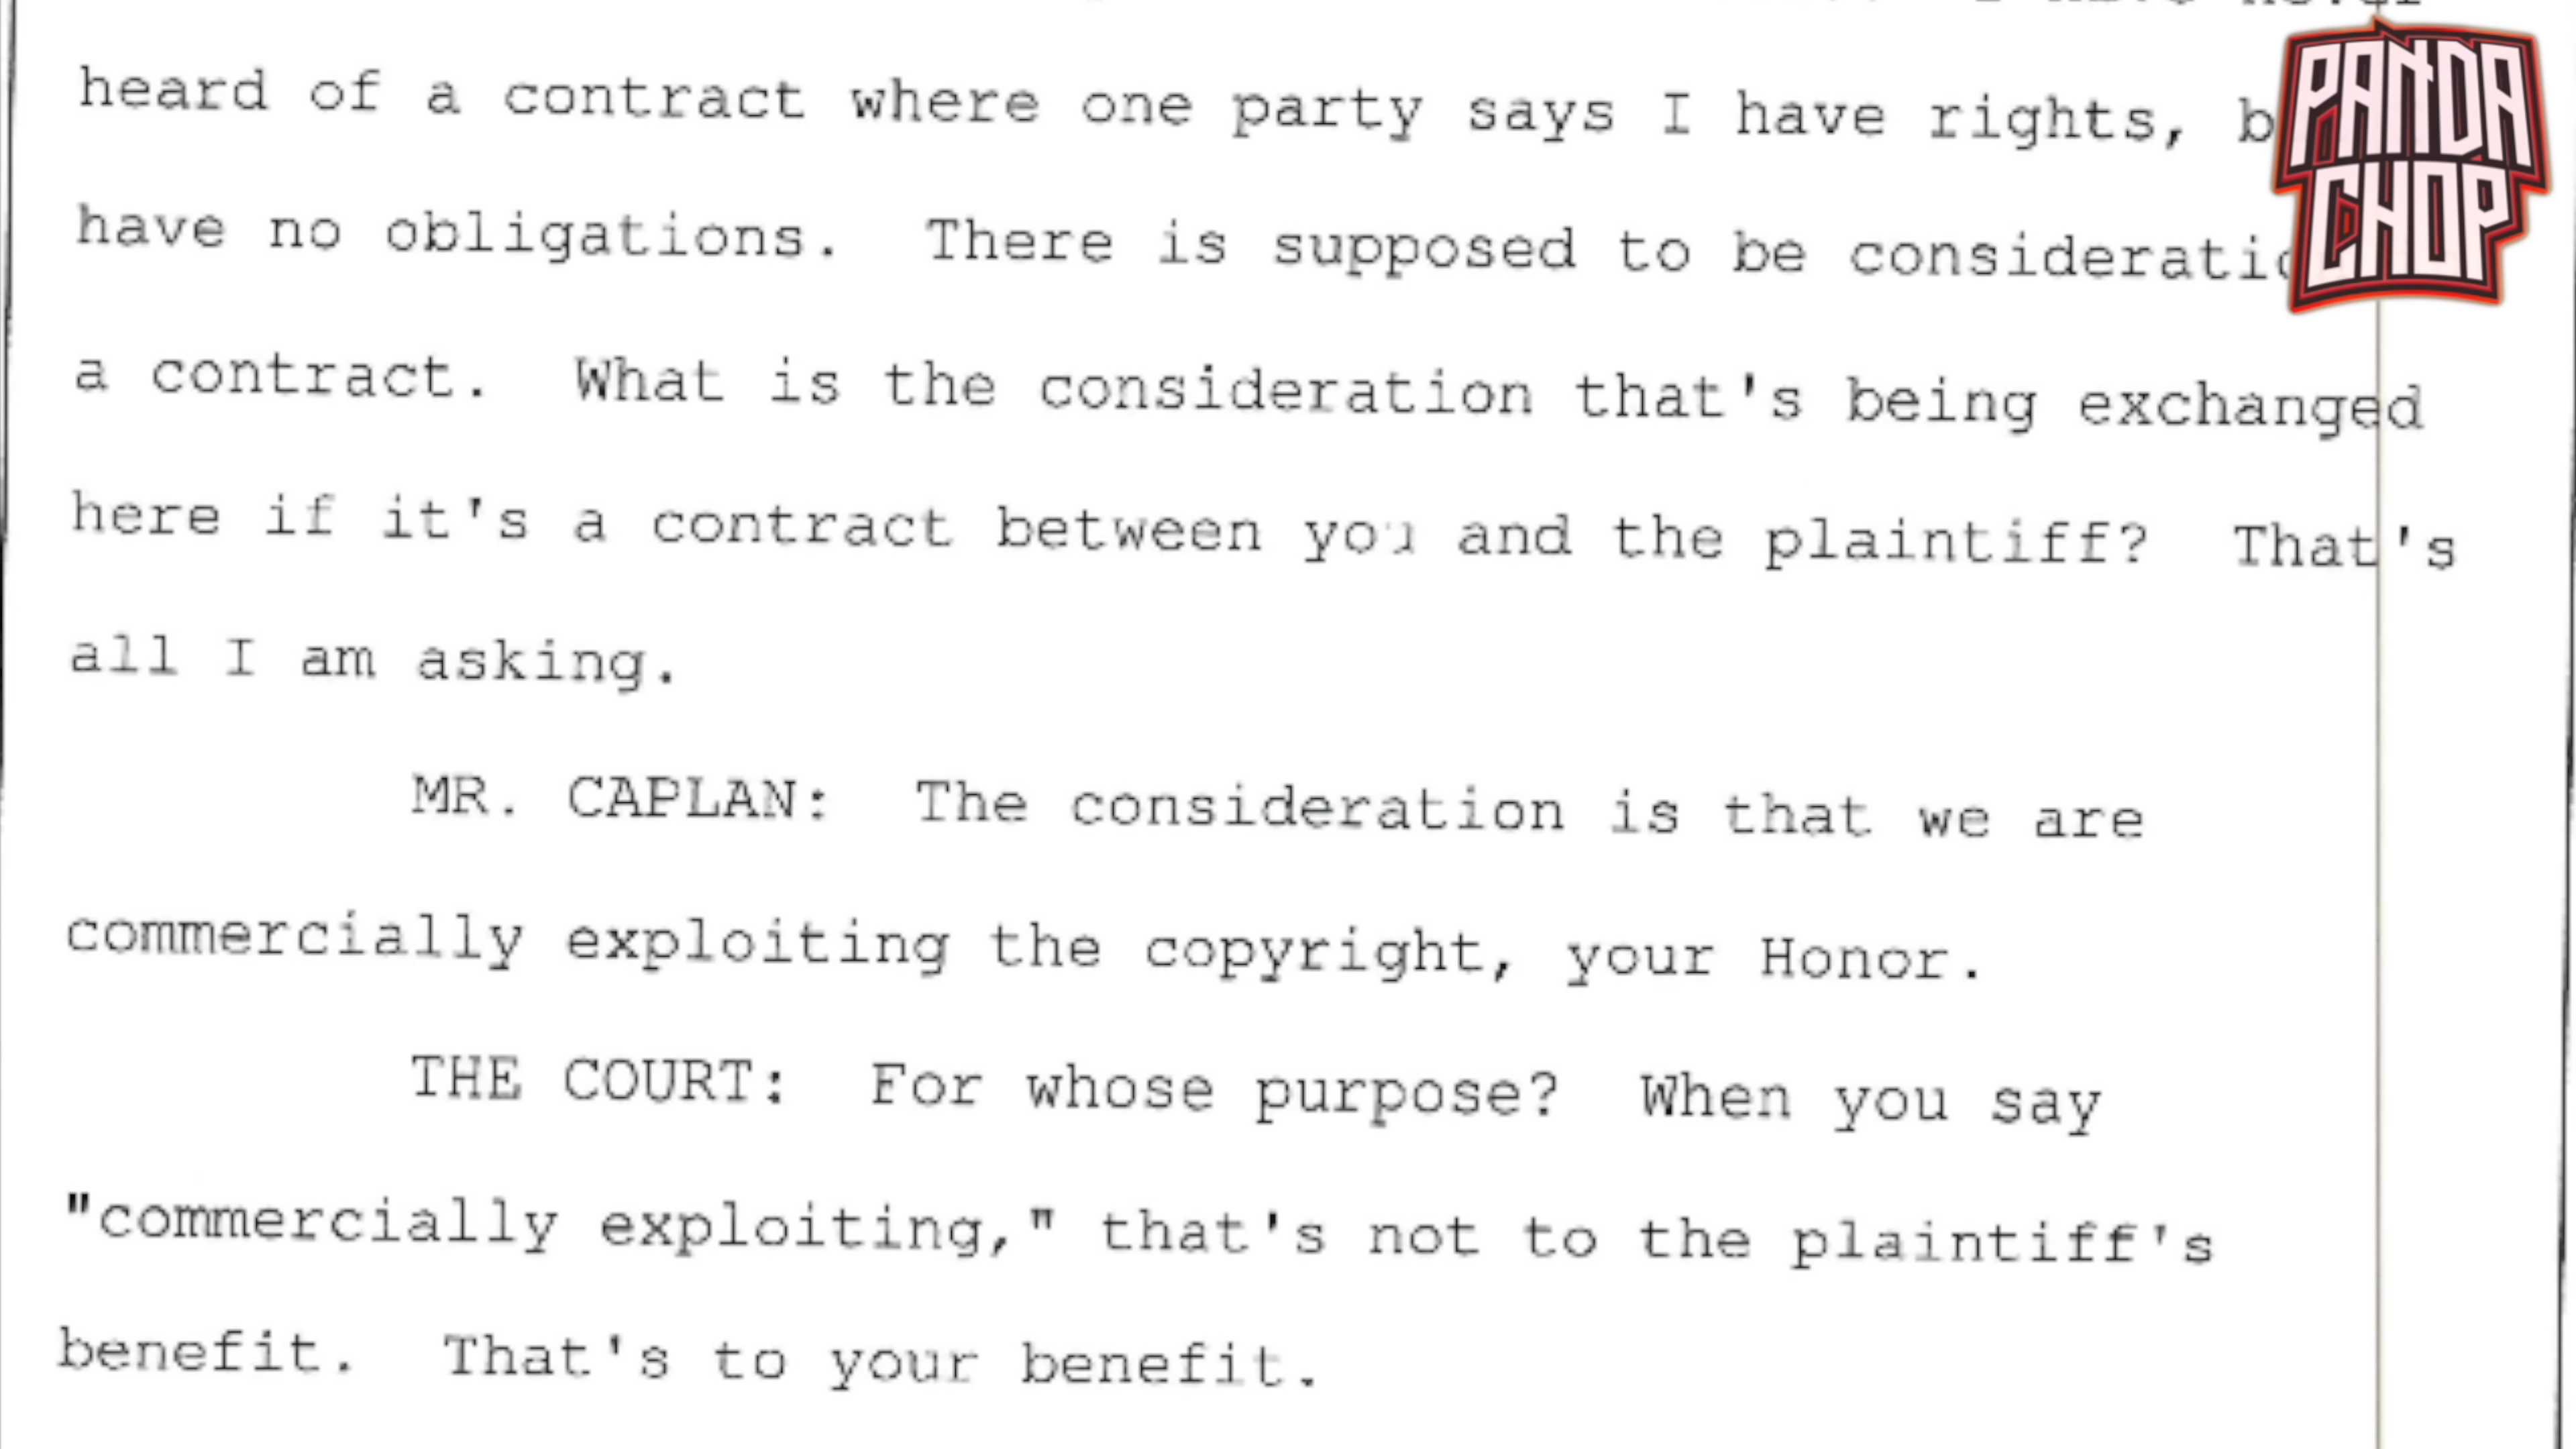 heard of a contract where one party says I have rights, b
have no obligations. There is supposed to be consideratio
a contract. What is the consideration that's being exchanged
here if it's a contract between you and the plaintiff? That's
all I am asking.
MR. CAPLAN: The consideration is that we are
commercially exploiting the copyright, your Honor.
THE COURT: For whose purpose? When you say
"commercially exploiting," that's not to the plaintiff's
benefit. That's to your benefit.
PANDA
CHOP